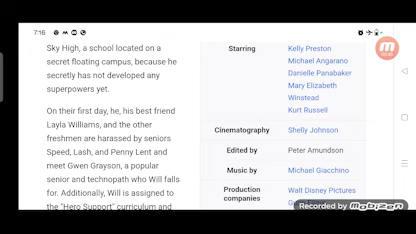 7:16
Sky High, a school located on a
secret floating campus, because he
secretly has not developed any
superpowers yet.
On their first day, he, his best friend
Layla Williams, and the other
freshmen are harassed by seniors
Speed, Lash, and Penny Lent and
meet Gwen Grayson, a popular
senior and technopath who Will falls
for. Additionally, Will is assigned to
the "Hero Support" curriculum and
Starring
Kelly Preston
Michael Angarano
Danielle Panabaker
Mary Elizabeth
Winstead
Kurt Russell
Cinematography Shelly Johnson
Edited by Peter Amundson
Music by Michael Giacchino
Production
companies
Walt Disney Pictures
Recorded by Mobizen